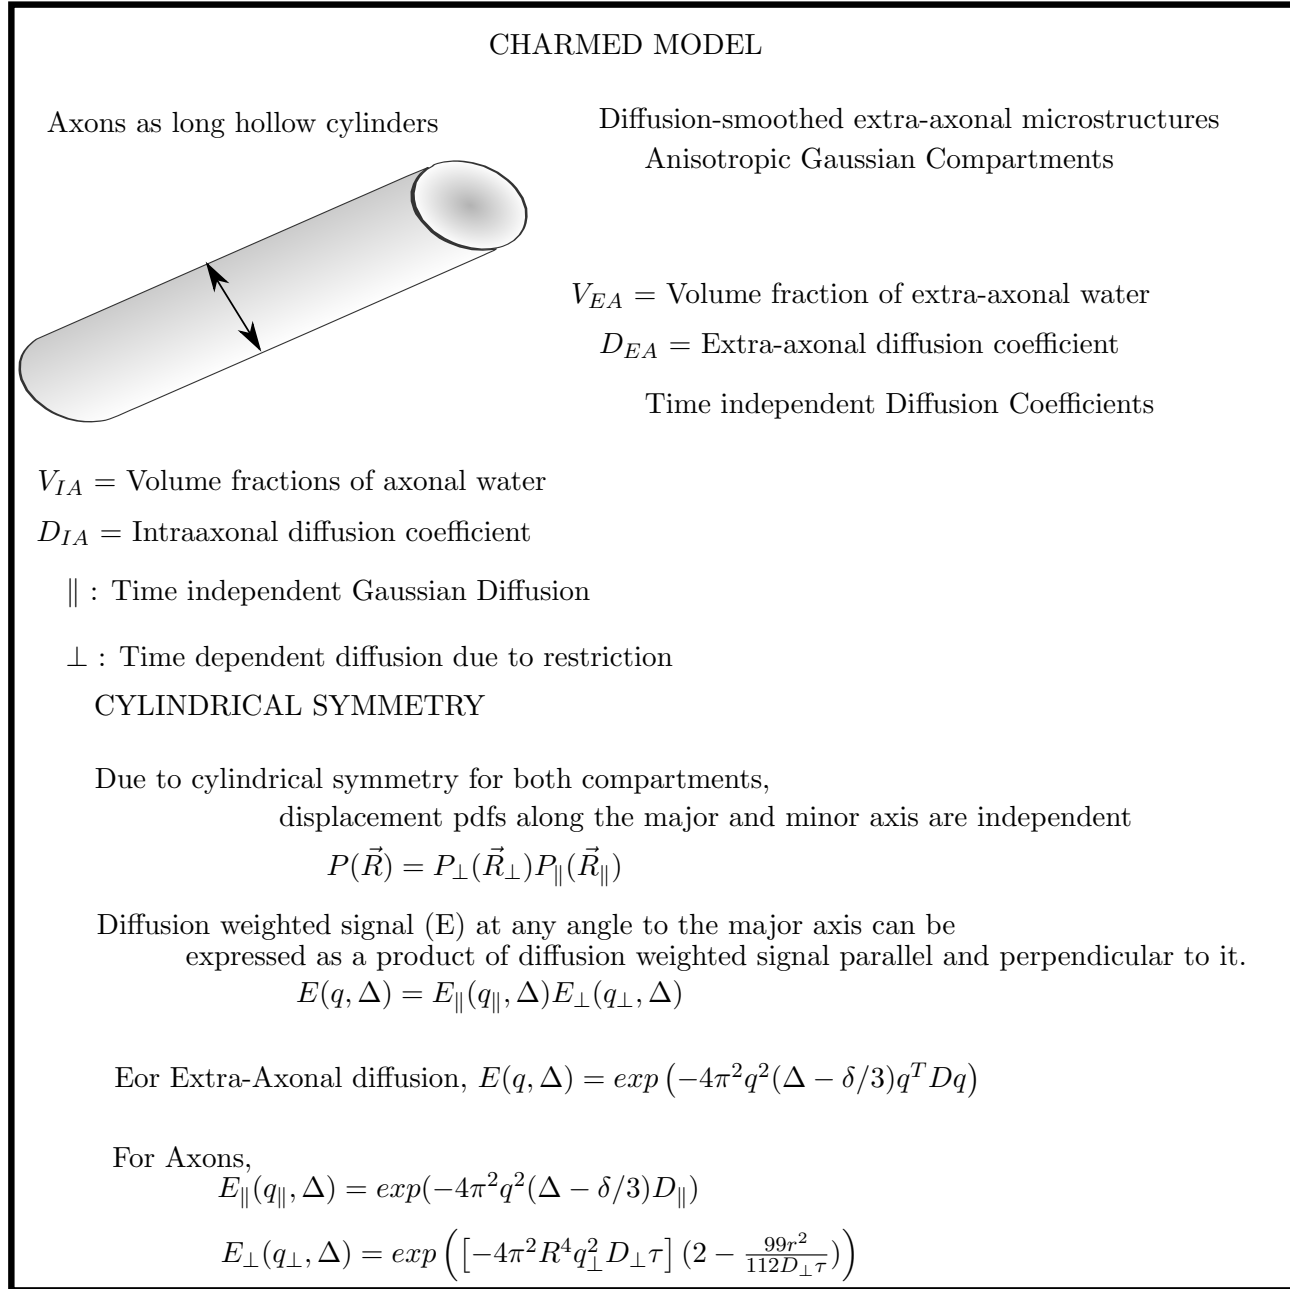 CHARMED MODEL
Axons as long hollow cylinders
Diffusion-smoothed extra-axonal microstructures
Anisotropic Gaussian Compartments
V_{EA} = Volume fraction of extra-axonal water
D_{EA} = Extra-axonal diffusion coefficient
Time independent Diffusion Coefficients
V_{IA} = Volume fractions of axonal water
D_{IA} = Intraaxonal diffusion coefficient
∥ : Time independent Gaussian Diffusion
⊥ : Time dependent diffusion due to restriction
CYLINDRICAL SYMMETRY
Due to cylindrical symmetry for both compartments,
displacement pdfs along the major and minor axis are independent
P(\vec{R}) = P_⊥(\vec{R}_⊥)P_∥(\vec{R}_∥)
Diffusion weighted signal (E) at any angle to the major axis can be
expressed as a product of diffusion weighted signal parallel and perpendicular to it.
E(q, Δ) = E_∥(q_∥, Δ)E_⊥(q_⊥, Δ)
Eor Extra-Axonal diffusion, E(q, Δ) = exp (−4π^2q^2(Δ − δ/3)q^T Dq)
For Axons,
E_∥(q_∥, Δ) = exp(−4π^2q^2(Δ − δ/3)D_∥)
E_⊥(q_⊥, Δ) = exp ([−4π^2R^4q_⊥^2D_⊥τ] (2 − \frac{99r^2}{112D_⊥τ}))